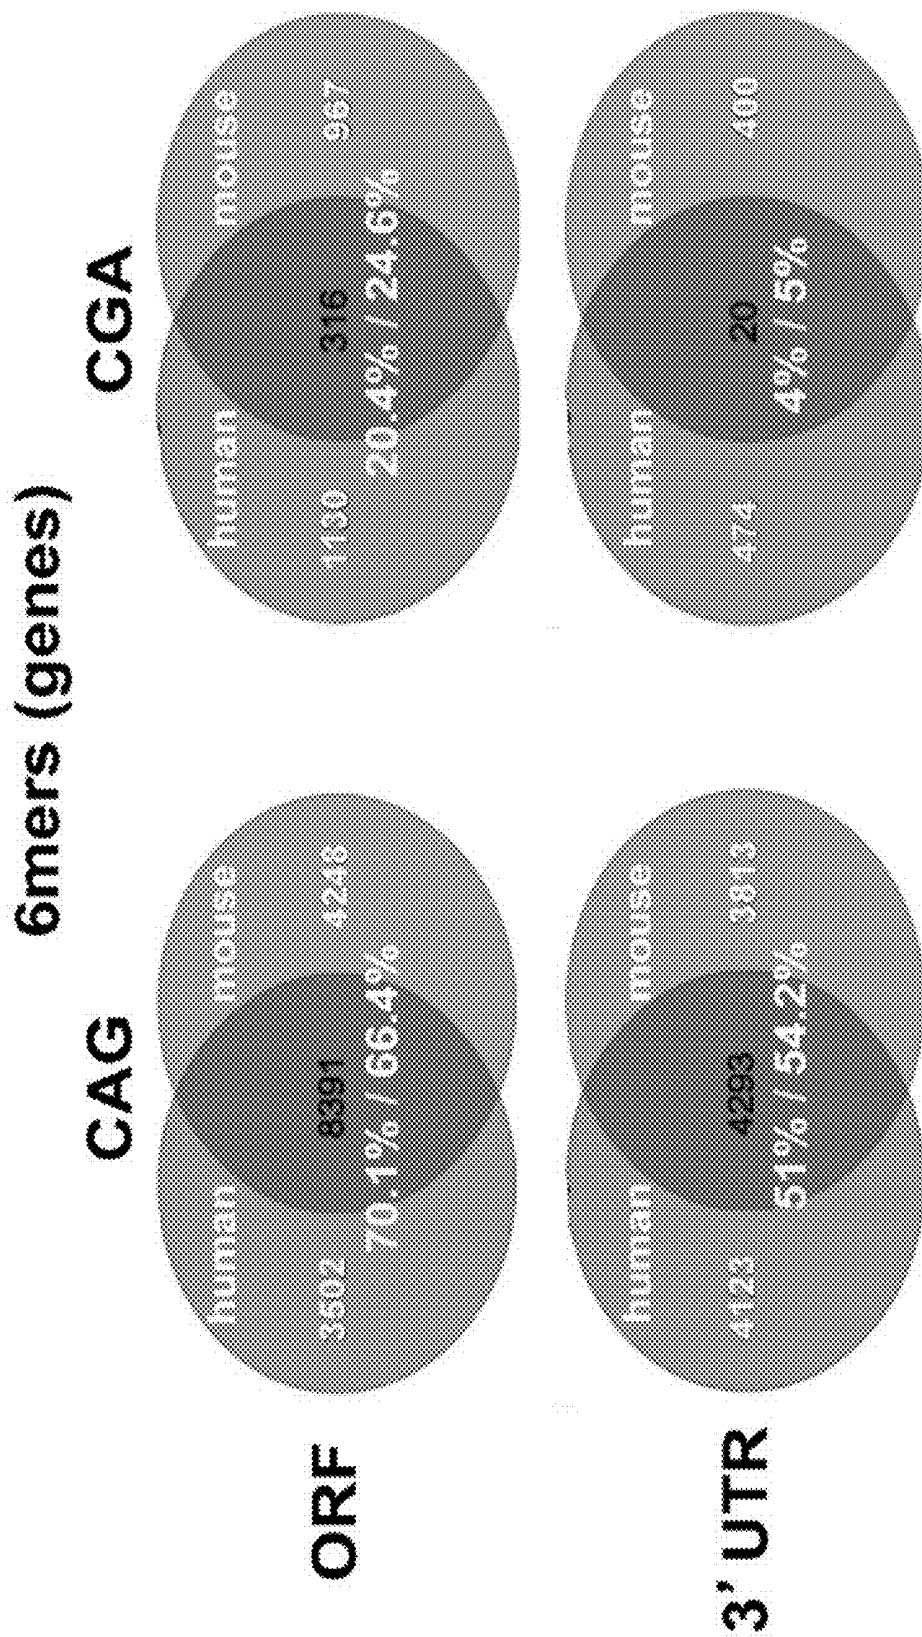 6mers (genes)
CAG CGA
ORF
human mouse
4248
8391
70.1% / 66.4%
human mouse
1130 316 967
20.4% / 24.6%
3' UTR
human mouse
4123 4293 3813
51% / 54.2%
human mouse
474 20 400
4% / 5%